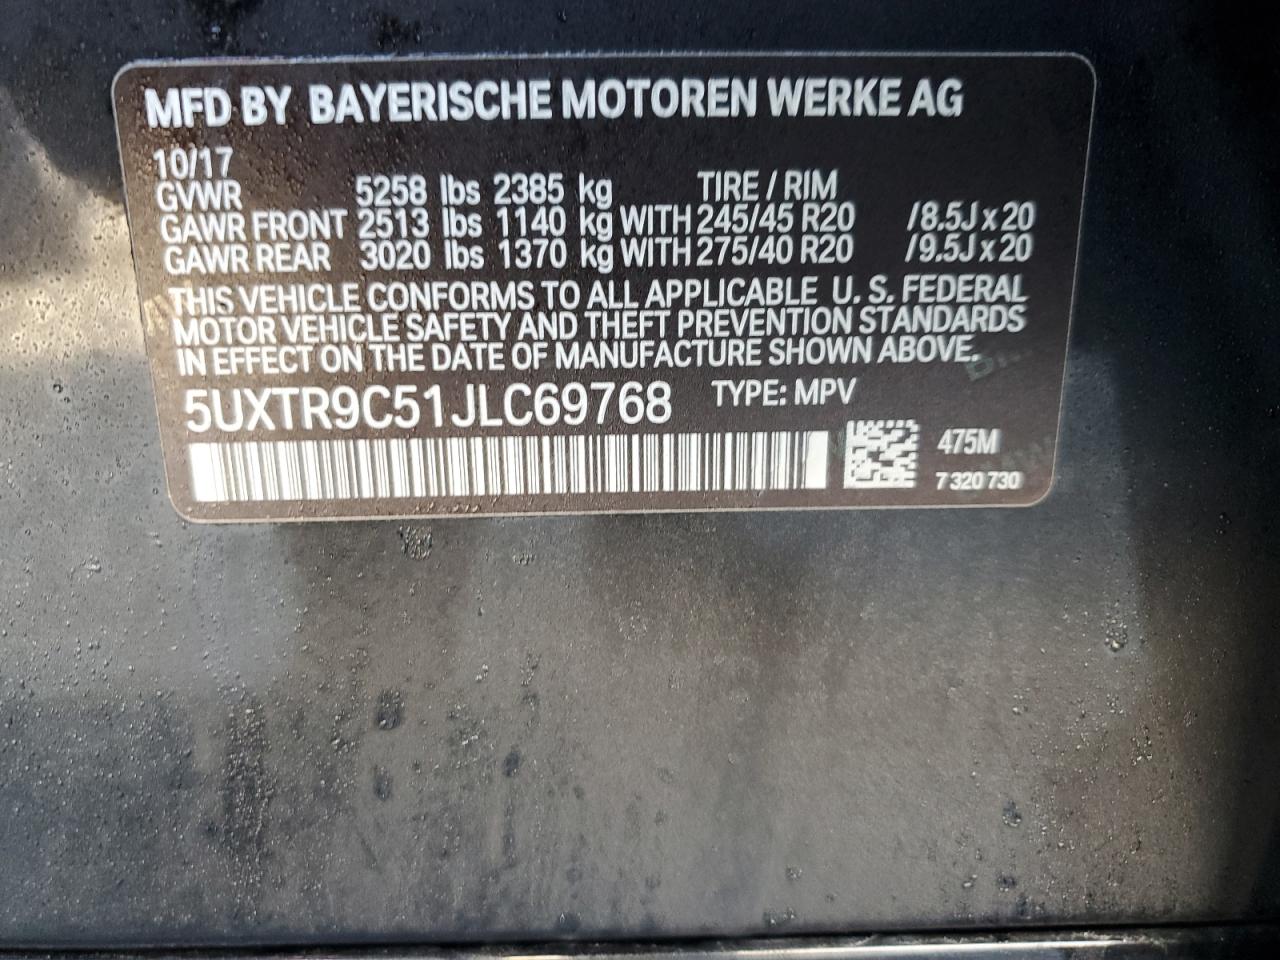 MFD BY BAYERISCHE MOTOREN WERKE AG
10/17
GVWR 5258 lbs 2385 kg TIRE / RIM
GAWR FRONT 2513 lbs 1140 kg WITH 245/45 R20 /8.5J x 20
GAWR REAR 3020 lbs 1370 kg WITH 275/40 R20 /9.5J x 20
THIS VEHICLE CONFORMS TO ALL APPLICABLE U. S. FEDERAL
MOTOR VEHICLE SAFETY AND THEFT PREVENTION STANDARDS
IN EFFECT ON THE DATE OF MANUFACTURE SHOWN ABOVE.
5UXTR9C51JLC69768 TYPE: MPV
475M
7 320 730